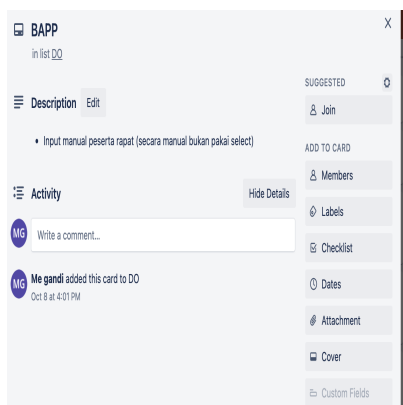 BAPP
X
in list DO
Description
Edit
Input manual peserta rapat (secara manual bukan pakai select)
Activity
Hide Details
MG
Write a comment...
MG
Me gandi added this card to DO
Oct 8 at 4:01 PM
SUGGESTED
Join
ADD TO CARD
Members
Labels
Checklist
Dates
Attachment
Cover
Custom Fields